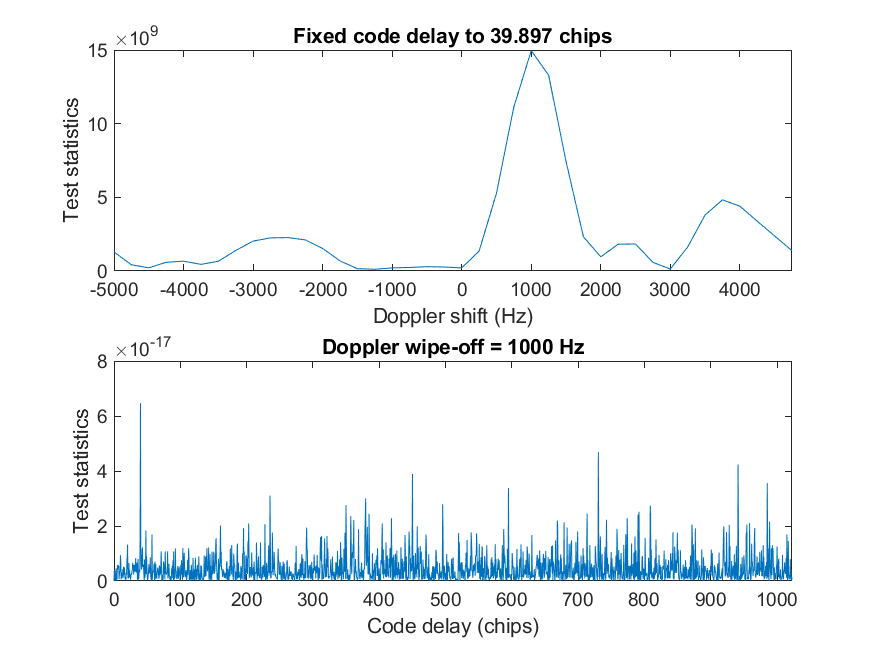 ×10^9
Fixed code delay to 39.897 chips
15
10
5
0
Test statistics
-5000 -4000 -3000 -2000 -1000 0 1000 2000 3000 4000
Doppler shift (Hz)
×10^-17
Doppler wipe-off = 1000 Hz
8
6
4
2
0
Test statistics
0 100 200 300 400 500 600 700 800 900 1000
Code delay (chips)